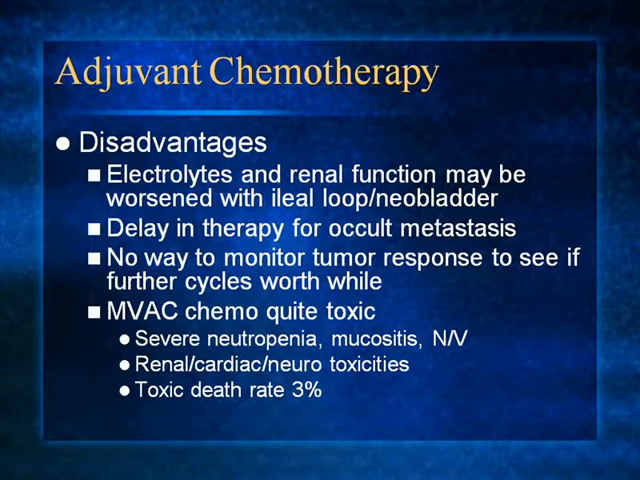 Adjuvant Chemotherapy
Disadvantages
Electrolytes and renal function may be
worsened with ileal loop/neobladder
Delay in therapy for occult metastasis
No way to monitor tumor response to see if
further cycles worth while
MVAC chemo quite toxic
Severe neutropenia, mucositis, N/V
Renal/cardiac/neuro toxicities
Toxic death rate 3%